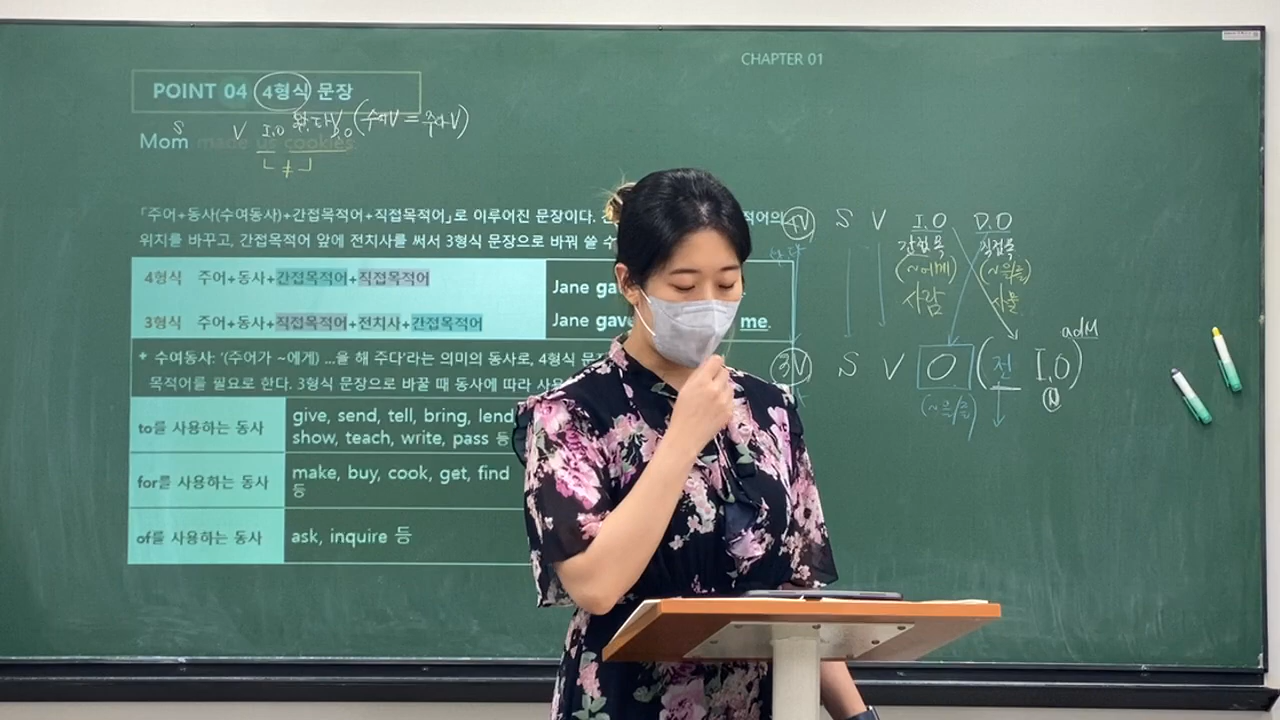 CHAPTER 01
POINT 04 4형식 문장
(수여V = 주다V)
S V I.O D.O
Mom made us cookies
≠
「주어+동사(수여동사)+간접목적어+직접목적어」로 이루어진 문장이다.
위치를 바꾸고, 간접목적어 앞에 전치사를 써서 3형식 문장으로 바꿔 쓸 수
4형식 주어+동사+간접목적어+직접목적어 Jane
3형식 주어+동사+직접목적어+전치사+간접목적어 Jane gave me.
+ 수여동사: '(주어가 ~에게) ...을 해 주다'라는 의미의 동사로, 4형식
목적어를 필요로 한다. 3형식 문장으로 바꿀 때 동사에 따라
to를 사용하는 동사 give, send, tell, bring, lend
show, teach, write, pass 등
for를 사용하는 동사 make, buy, cook, get, find
등
of를 사용하는 동사 ask, inquire 등
4V S V I.O D.O
간접목 직접목
(~에게) (~을/를)
사람 사물
adM
3V S V O (전 I.O)
(~을/를) N